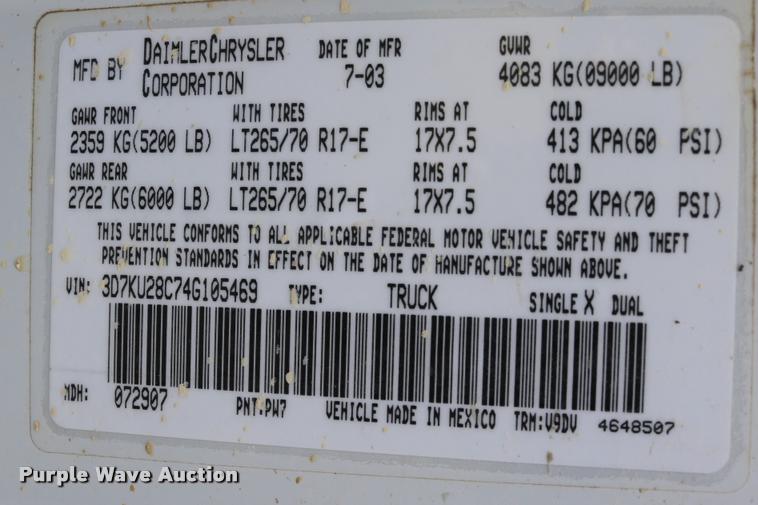 MFD BY DAIMLERCHRYSLER CORPORATION DATE OF MFR 7-03 GVWR 4083 KG(09000 LB)
GAWR FRONT WITH TIRES RIMS AT COLD
2359 KG(5200 LB) LT265/70 R17-E 17X7.5 413 KPA(60 PSI)
GAWR REAR WITH TIRES RIMS AT COLD
2722 KG(6000 LB) LT265/70 R17-E 17X7.5 482 KPA(70 PSI)
THIS VEHICLE CONFORMS TO ALL APPLICABLE FEDERAL MOTOR VEHICLE SAFETY AND THEFT
PREVENTION STANDARDS IN EFFECT ON THE DATE OF MANUFACTURE SHOWN ABOVE.
VIN: 3D7KU28C74G105469 TYPE: TRUCK SINGLE X DUAL
MDH: 072907 PNT:PW7 VEHICLE MADE IN MEXICO TRM:V9DV 4648507
Purple Wave Auction